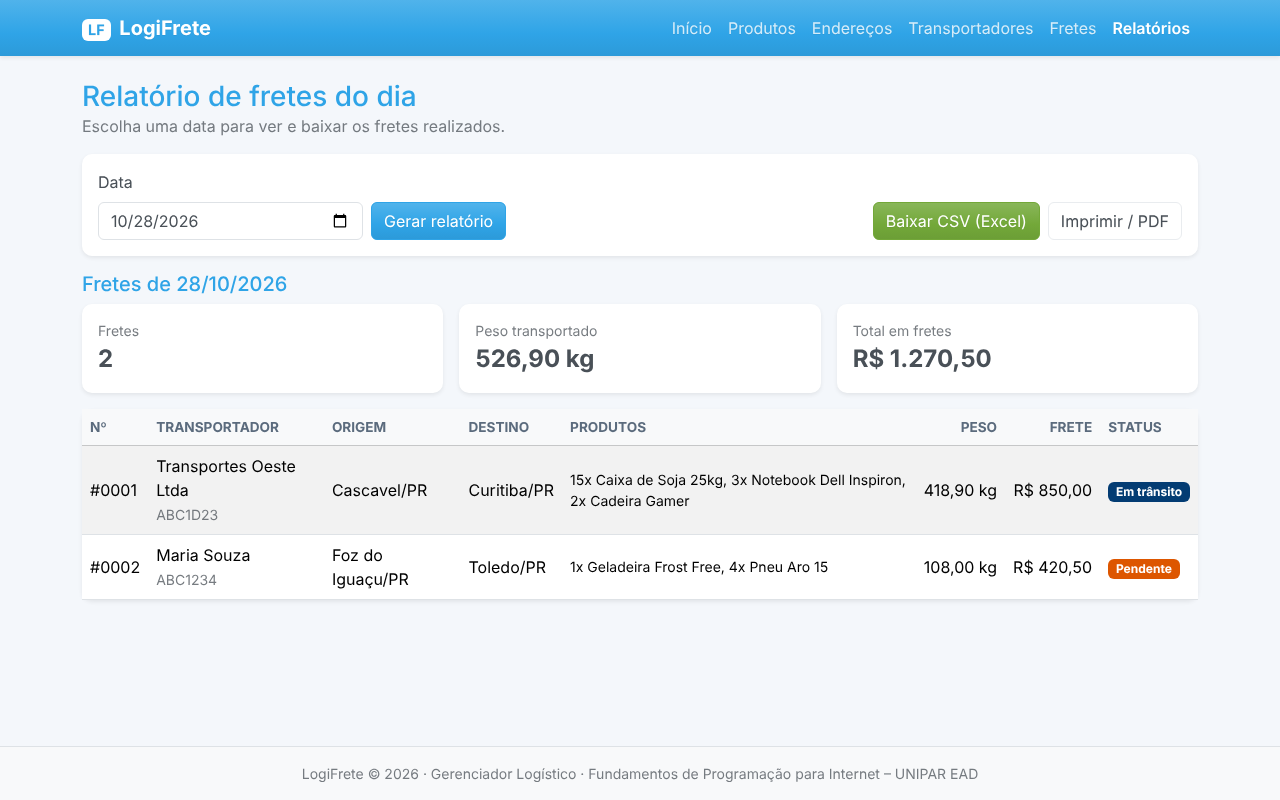 LF LogiFrete Início Produtos Endereços Transportadores Fretes Relatórios
Relatório de fretes do dia
Escolha uma data para ver e baixar os fretes realizados.
Data
10/28/2026 Gerar relatório Baixar CSV (Excel) Imprimir / PDF
Fretes de 28/10/2026
Fretes Peso transportado Total em fretes
2 526,90 kg R$ 1.270,50
Nº TRANSPORTADOR ORIGEM DESTINO PRODUTOS PESO FRETE STATUS
#0001 Transportes Oeste Ltda ABC1D23 Cascavel/PR Curitiba/PR 15x Caixa de Soja 25kg, 3x Notebook Dell Inspiron, 2x Cadeira Gamer 418,90 kg R$ 850,00 Em trânsito
#0002 Maria Souza ABC1234 Foz do Iguaçu/PR Toledo/PR 1x Geladeira Frost Free, 4x Pneu Aro 15 108,00 kg R$ 420,50 Pendente
LogiFrete © 2026 · Gerenciador Logístico · Fundamentos de Programação para Internet – UNIPAR EAD